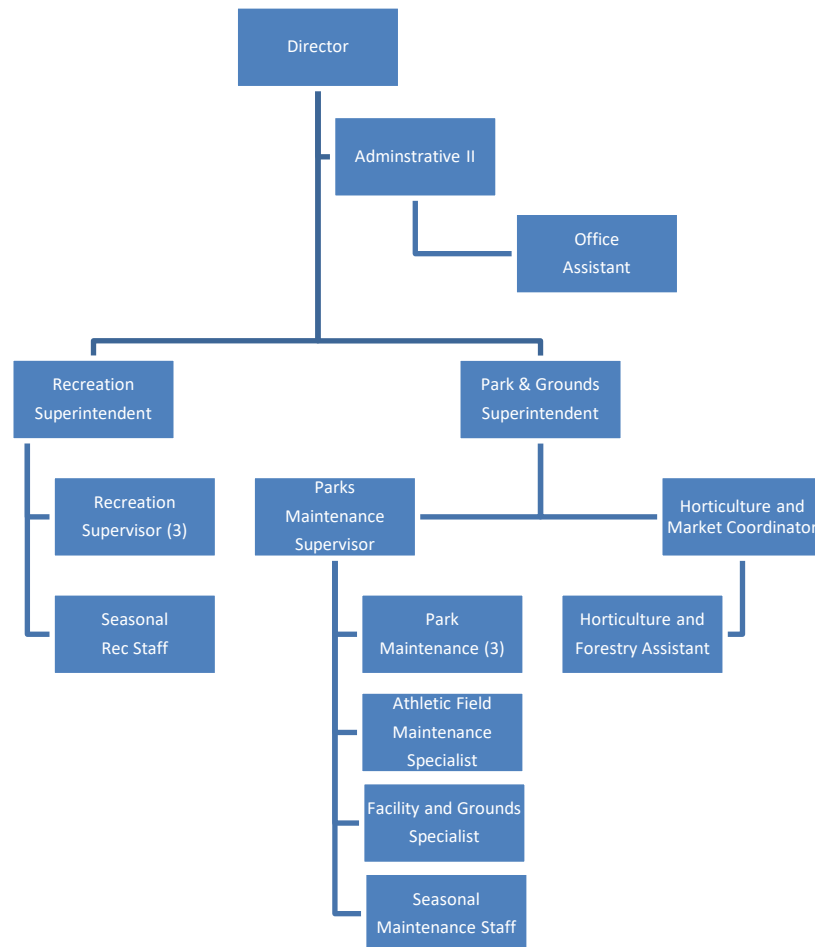 Director
Adminstrative II
Office
Assistant
Recreation
Superintendent
Park & Grounds
Superintendent
Recreation
Supervisor (3)
Seasonal
Rec Staff
Parks
Maintenance
Supervisor
Horticulture and
Market Coordinator
Park
Maintenance (3)
Horticulture and
Forestry Assistant
Athletic Field
Maintenance
Specialist
Facility and Grounds
Specialist
Seasonal
Maintenance Staff